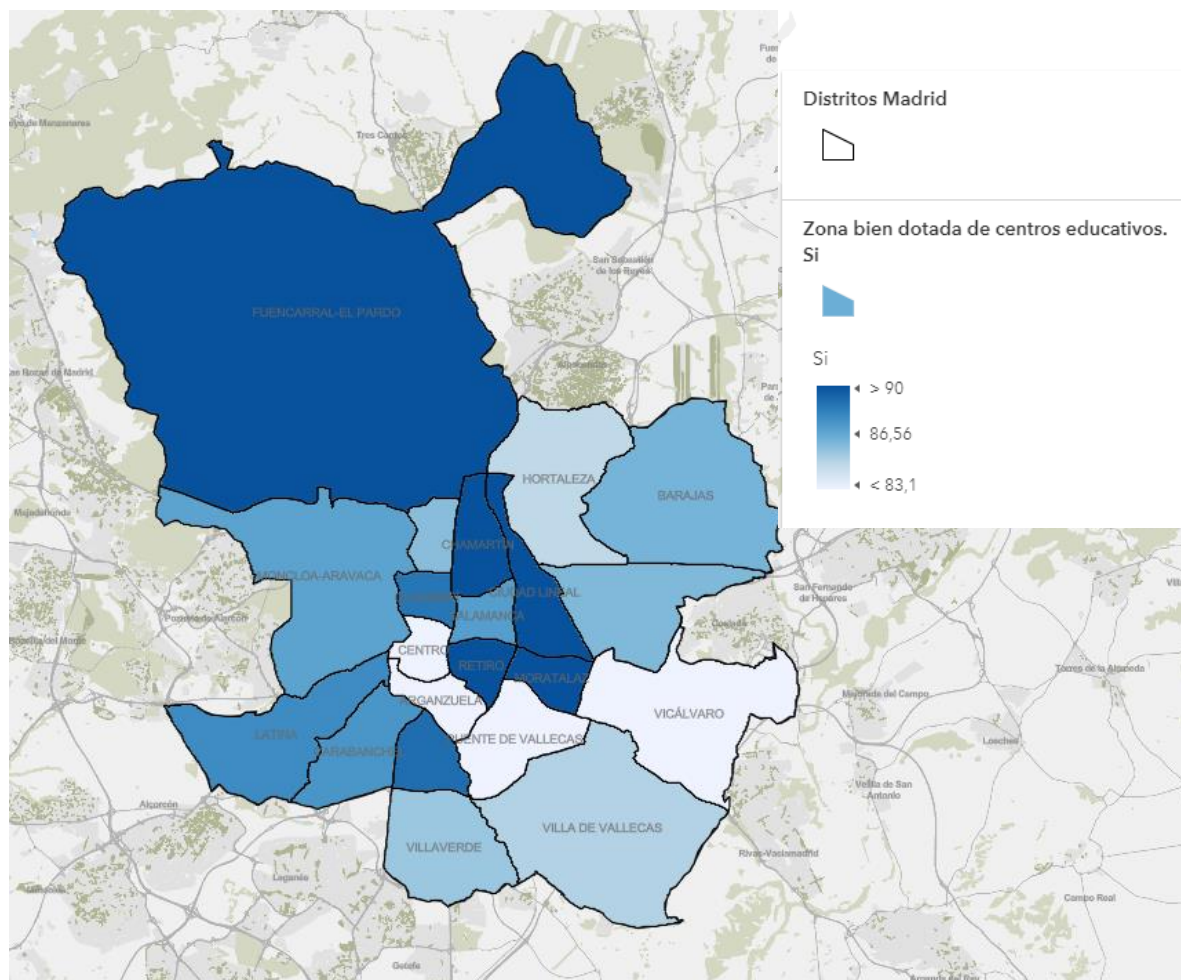 Distritos Madrid
Zona bien dotada de centros educativos.
Si
Si
> 90
86,56
< 83,1
Tres Cantos
FUENCARRAL-EL PARDO
San Sebastián
de los Reyes
Alcobendas
HORTALEZA
BARAJAS
CHAMARTÍN
MONCLOA-ARAVACA
CIUDAD LINEAL
SALAMANCA
San Fernando
de Henares
Coslada
Majadahonda
Pozuelo de Alarcón
CENTRO
RETIRO
MORATALAZ
Torres de la Alameda
ARGANZUELA
VICÁLVARO
Mejorada del Campo
LATINA
CARABANCHEL
PUENTE DE VALLECAS
Loeches
Velilla de San
Antonio
Alcorcón
VILLA DE VALLECAS
VILLAVERDE
Rivas-Vaciamadrid
Leganés
Campo Real
Getafe